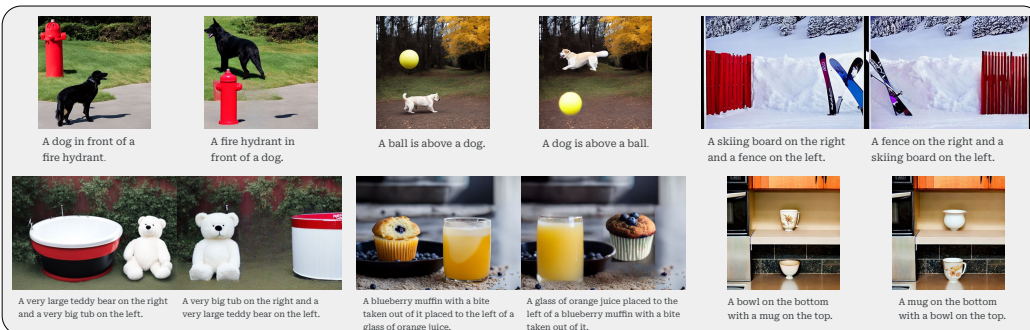 A dog in front of a
fire hydrant.
A fire hydrant in
front of a dog.
A ball is above a dog.
A dog is above a ball.
A skiing board on the right
and a fence on the left.
A fence on the right and a
skiing board on the left.
A very large teddy bear on the right
and a very big tub on the left.
A very big tub on the right and a
very large teddy bear on the left.
A blueberry muffin with a bite
taken out of it placed to the left of a
glass of orange juice.
A glass of orange juice placed to the
left of a blueberry muffin with a bite
taken out of it.
A bowl on the bottom
with a mug on the top.
A mug on the bottom
with a bowl on the top.